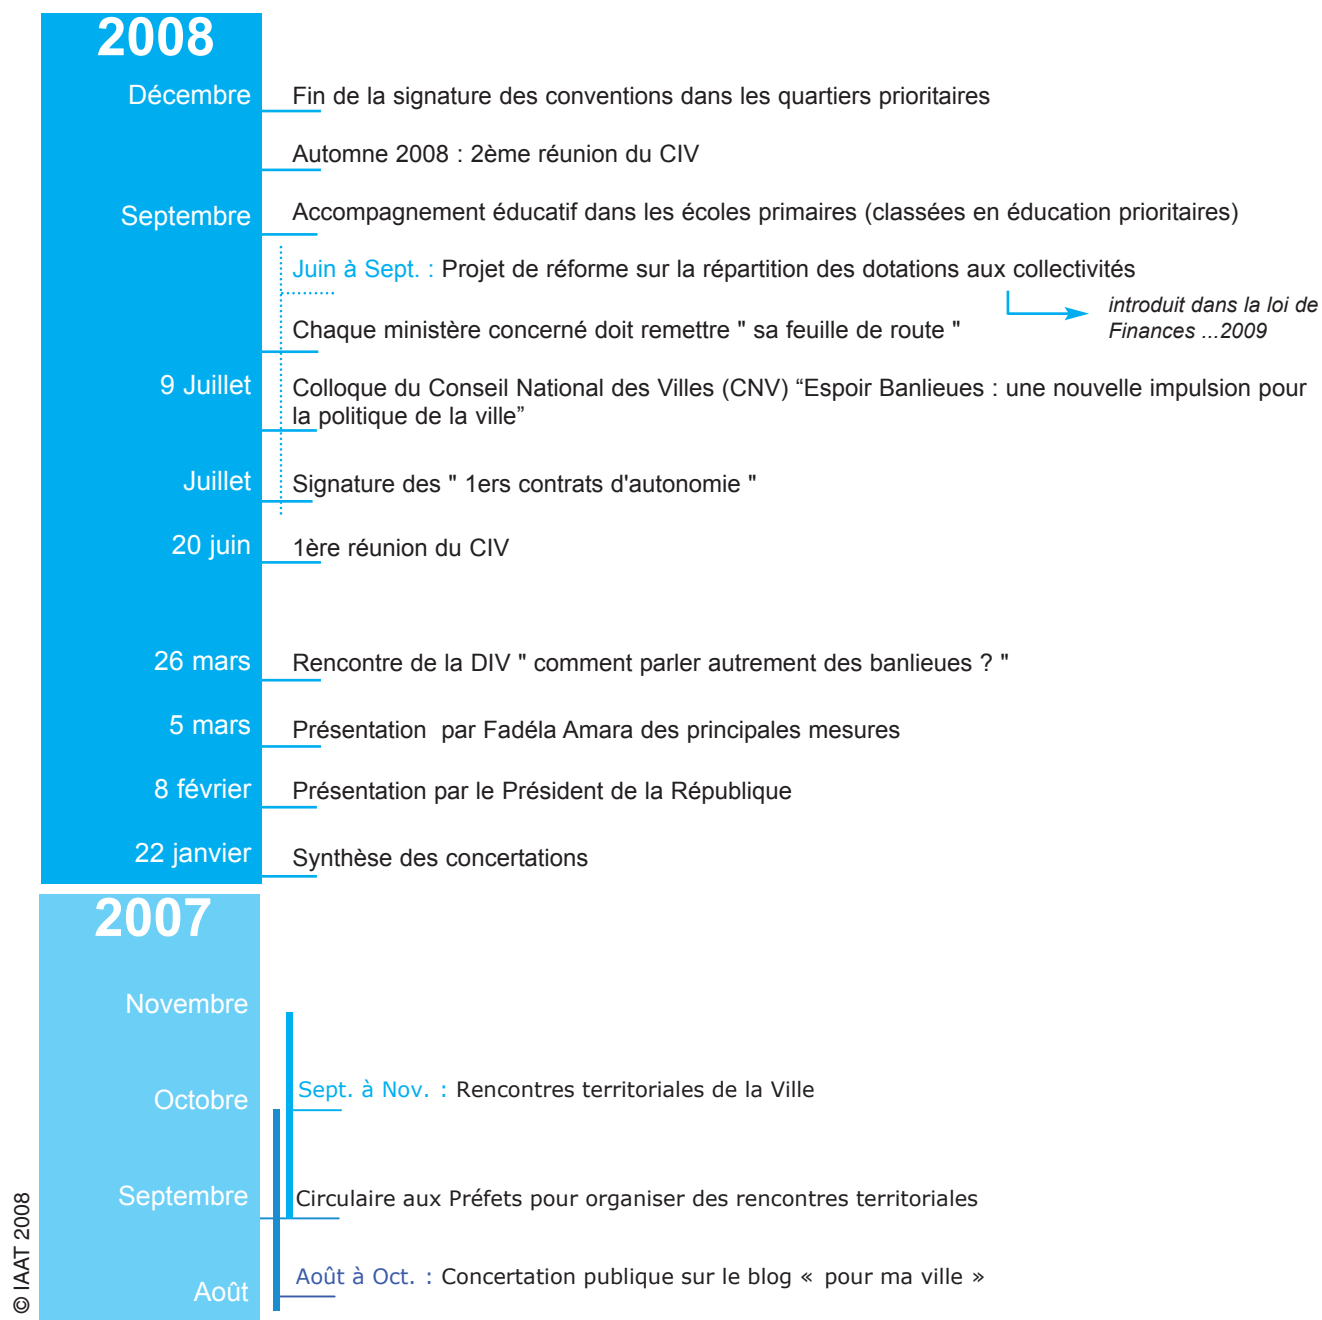 2008
Décembre
Fin de la signature des conventions dans les quartiers prioritaires
Automne 2008 : 2ème réunion du CIV
Septembre
Accompagnement éducatif dans les écoles primaires (classées en éducation prioritaires)
Juin à Sept. : Projet de réforme sur la répartition des dotations aux collectivités
introduit dans la loi de
Finances ...2009
Chaque ministère concerné doit remettre " sa feuille de route "
9 Juillet
Colloque du Conseil National des Villes (CNV) “Espoir Banlieues : une nouvelle impulsion pour
la politique de la ville”
Juillet
Signature des " 1ers contrats d'autonomie "
20 juin
1ère réunion du CIV
26 mars
Rencontre de la DIV " comment parler autrement des banlieues ? "
5 mars
Présentation par Fadéla Amara des principales mesures
8 février
Présentation par le Président de la République
22 janvier
Synthèse des concertations
2007
Novembre
Octobre
Sept. à Nov. : Rencontres territoriales de la Ville
Septembre
Circulaire aux Préfets pour organiser des rencontres territoriales
Août
Août à Oct. : Concertation publique sur le blog « pour ma ville »
© IAAT 2008